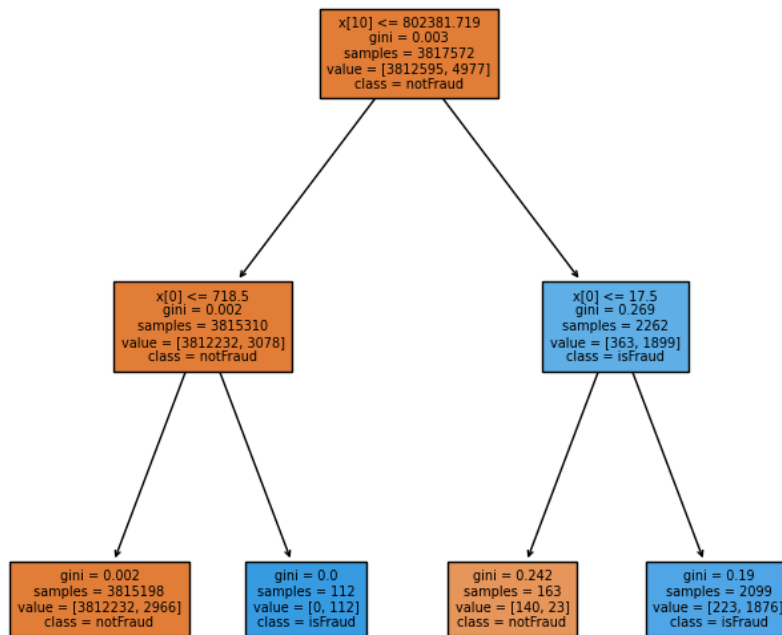 x[10] <= 802381.719
gini = 0.003
samples = 3817572
value = [3812595, 4977]
class = notFraud
x[0] <= 718.5
gini = 0.002
samples = 3815310
value = [3812232, 3078]
class = notFraud
x[0] <= 17.5
gini = 0.269
samples = 2262
value = [363, 1899]
class = isFraud
gini = 0.002
samples = 3815198
value = [3812232, 2966]
class = notFraud
gini = 0.0
samples = 112
value = [0, 112]
class = isFraud
gini = 0.242
samples = 163
value = [140, 23]
class = notFraud
gini = 0.19
samples = 2099
value = [223, 1876]
class = isFraud